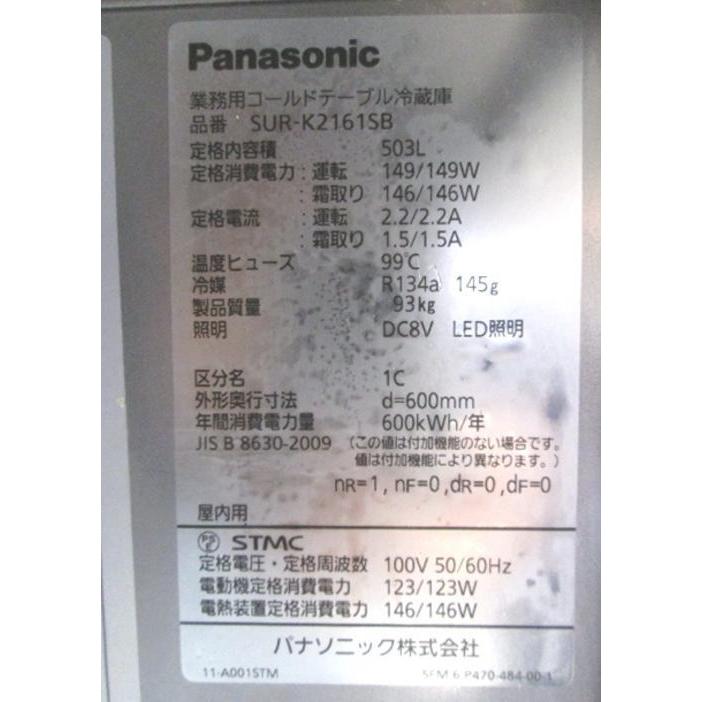 Panasonic
業務用コールドテーブル冷蔵庫
品番 SUR-K2161SB
定格内容積 503L
定格消費電力：運転 149/149W
：霜取り 146/146W
定格電流 ：運転 2.2/2.2A
：霜取り 1.5/1.5A
温度ヒューズ 99℃
冷媒 R134a 145g
製品質量 93kg
照明 DC8V LED照明
区分名 1C
外形奥行寸法 d=600mm
年間消費電力量 600kWh/年
JIS B 8630-2009 （この値は付加機能のない場合です。
値は付加機能により異なります。）
nR=1, nF=0,dR=0,dF=0
屋内用
PSE STMC
定格電圧・定格周波数 100V 50/60Hz
電動機定格消費電力 123/123W
電熱装置定格消費電力 146/146W
パナソニック株式会社
11-A001STM 5FM 6 P470-484-00-1